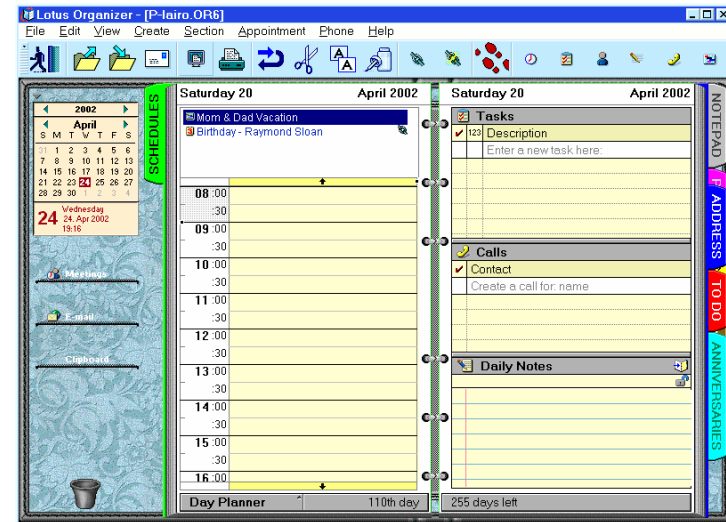 Lotus Organizer - [P-lairo.OR6]
File Edit View Create Section Appointment Phone Help
2002
April
S M T W T F S
31 1 2 3 4 5 6
7 8 9 10 11 12 13
14 15 16 17 18 19 20
21 22 23 24 25 26 27
28 29 30 1 2 3 4
24 Wednesday
24. Apr 2002
19:16
Meetings
E-mail
Clipboard
SCHEDULES
Saturday 20 April 2002
Mom & Dad Vacation
Birthday - Raymond Sloan
08 :00
:30
09 :00
:30
10 :00
:30
11 :00
:30
12 :00
:30
13 :00
:30
14 :00
:30
15 :00
:30
16 :00
Day Planner 110th day
Saturday 20 April 2002
Tasks
123 Description
Enter a new task here:
Calls
Contact
Create a call for: name
Daily Notes
255 days left
NOTEPAD
P
ADDRESS
TO DO
ANNIVERSARIES